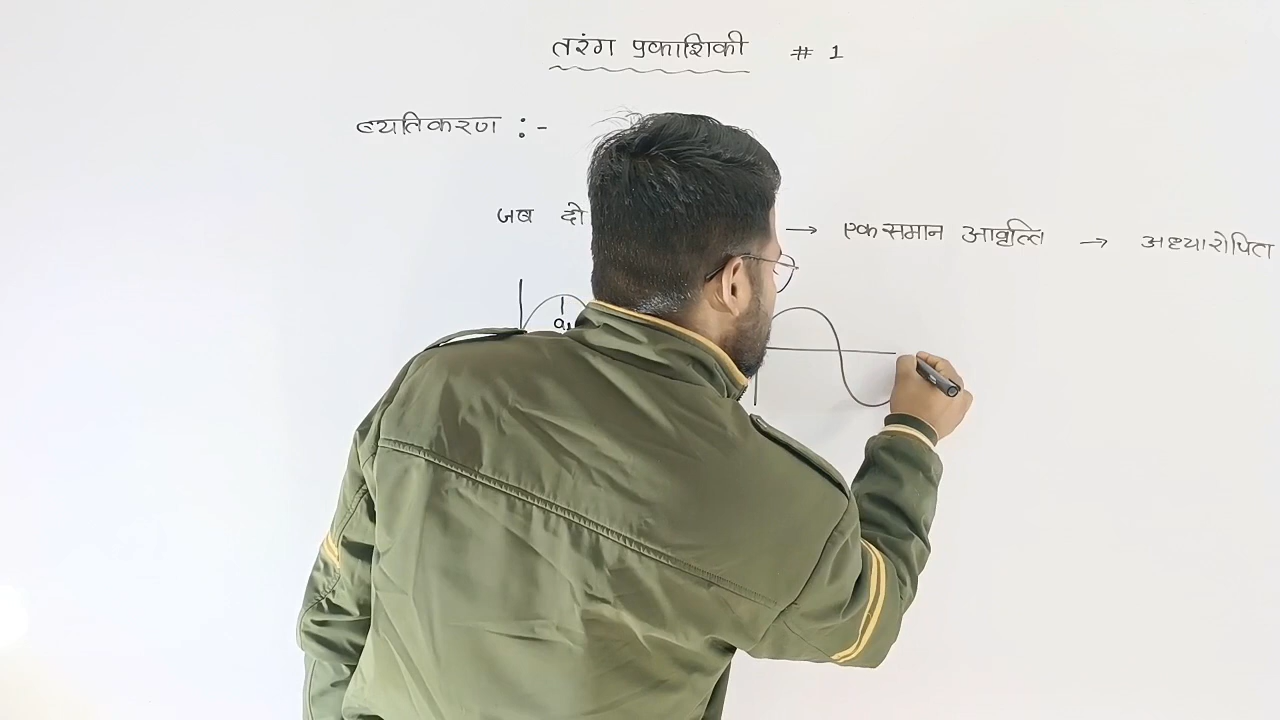 तरंग प्रकाशिकी # 1
व्यतिकरण :-
जब दो → एकसमान आवृत्ति → अध्यारोपित